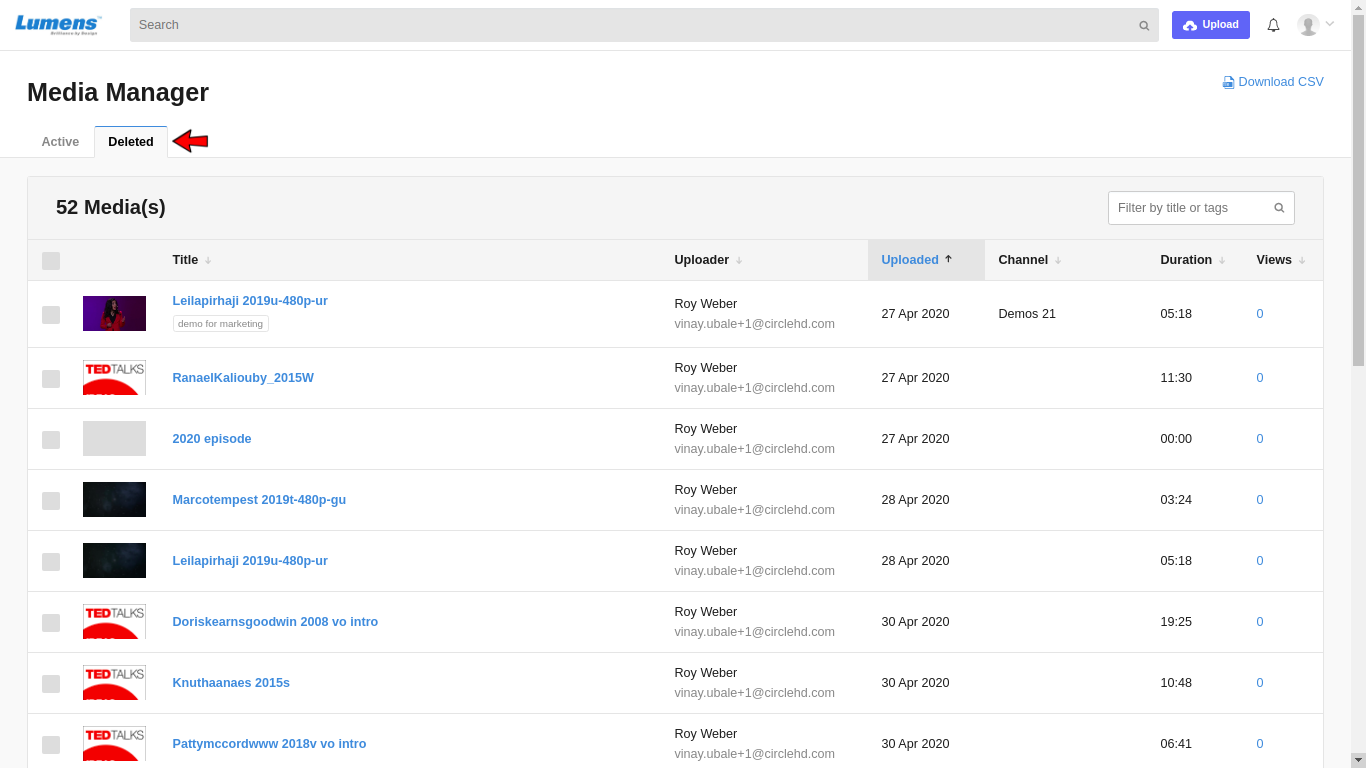 Lumens
Brilliance by Design
Search
Upload
Media Manager
Download CSV
Active
Deleted
52 Media(s)
Filter by title or tags
Title
Uploader
Uploaded
Channel
Duration
Views
Leilapirhaji 2019u-480p-ur
demo for marketing
Roy Weber
vinay.ubale+1@circlehd.com
27 Apr 2020
Demos 21
05:18
0
TEDTALKS
RanaelKaliouby_2015W
Roy Weber
vinay.ubale+1@circlehd.com
27 Apr 2020
11:30
0
2020 episode
Roy Weber
vinay.ubale+1@circlehd.com
27 Apr 2020
00:00
0
Marcotempest 2019t-480p-gu
Roy Weber
vinay.ubale+1@circlehd.com
28 Apr 2020
03:24
0
Leilapirhaji 2019u-480p-ur
Roy Weber
vinay.ubale+1@circlehd.com
28 Apr 2020
05:18
0
TEDTALKS
Doriskearnsgoodwin 2008 vo intro
Roy Weber
vinay.ubale+1@circlehd.com
30 Apr 2020
19:25
0
TEDTALKS
Knuthaanaes 2015s
Roy Weber
vinay.ubale+1@circlehd.com
30 Apr 2020
10:48
0
TEDTALKS
Pattymccordwww 2018v vo intro
Roy Weber
vinay.ubale+1@circlehd.com
30 Apr 2020
06:41
0